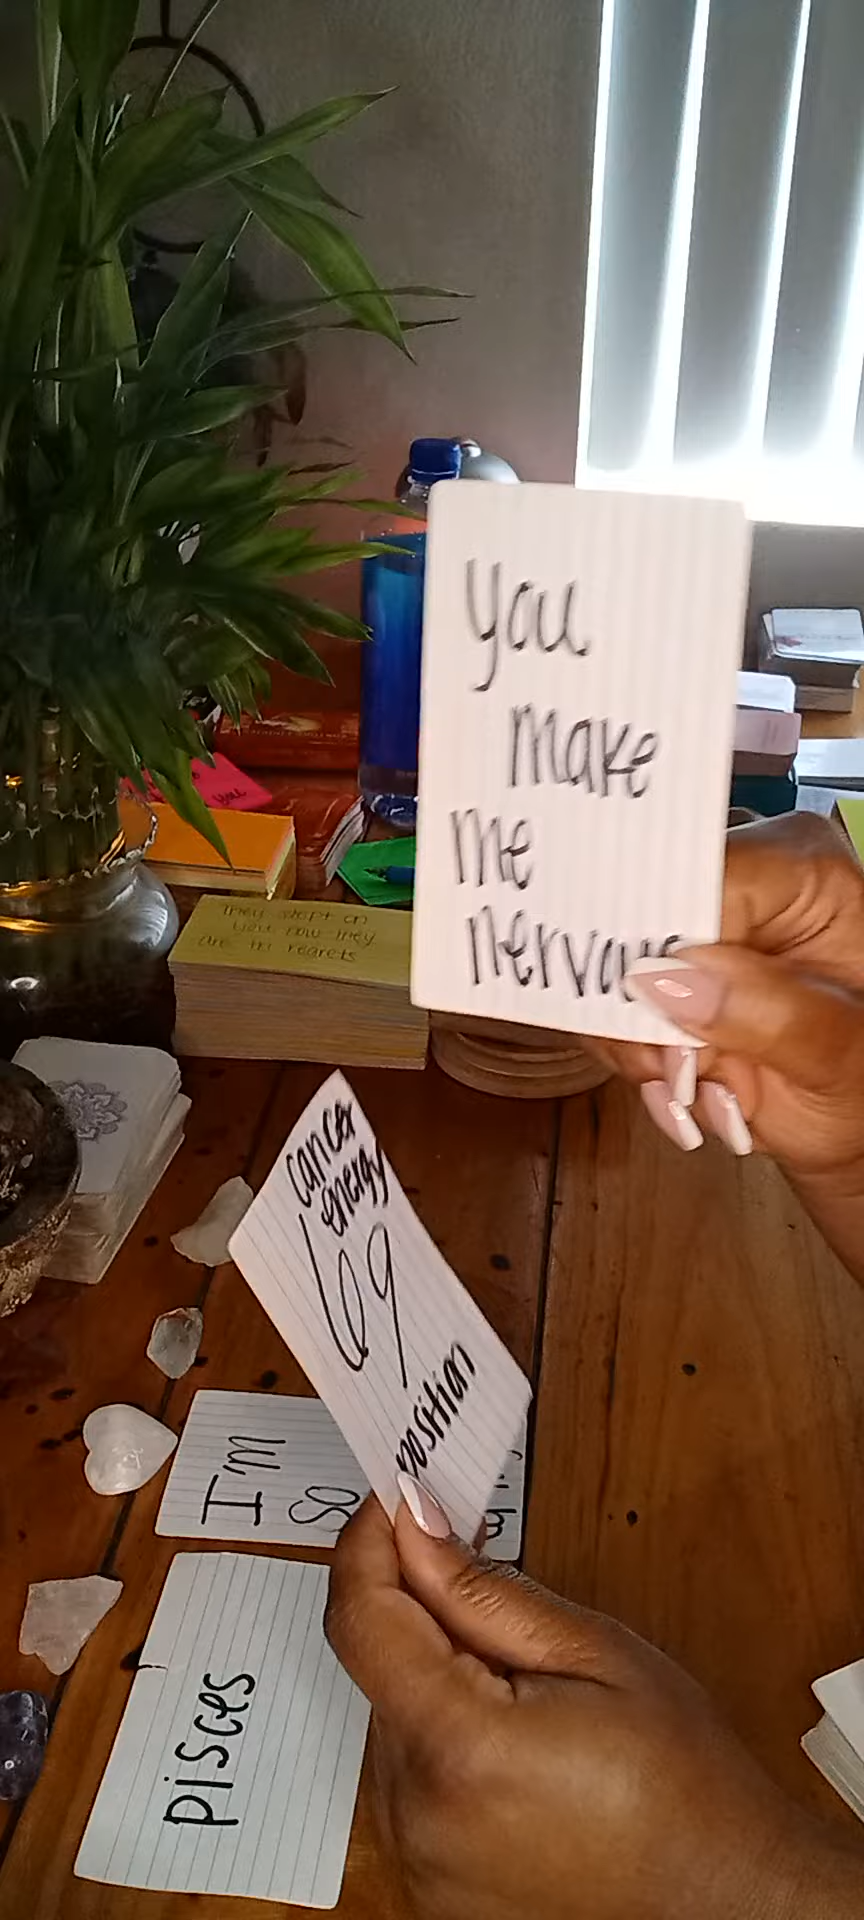 you
make
me
nervous
They slept on
you now they
are in regrets
you
cancer
energy
69
position
I'm
so
pisces